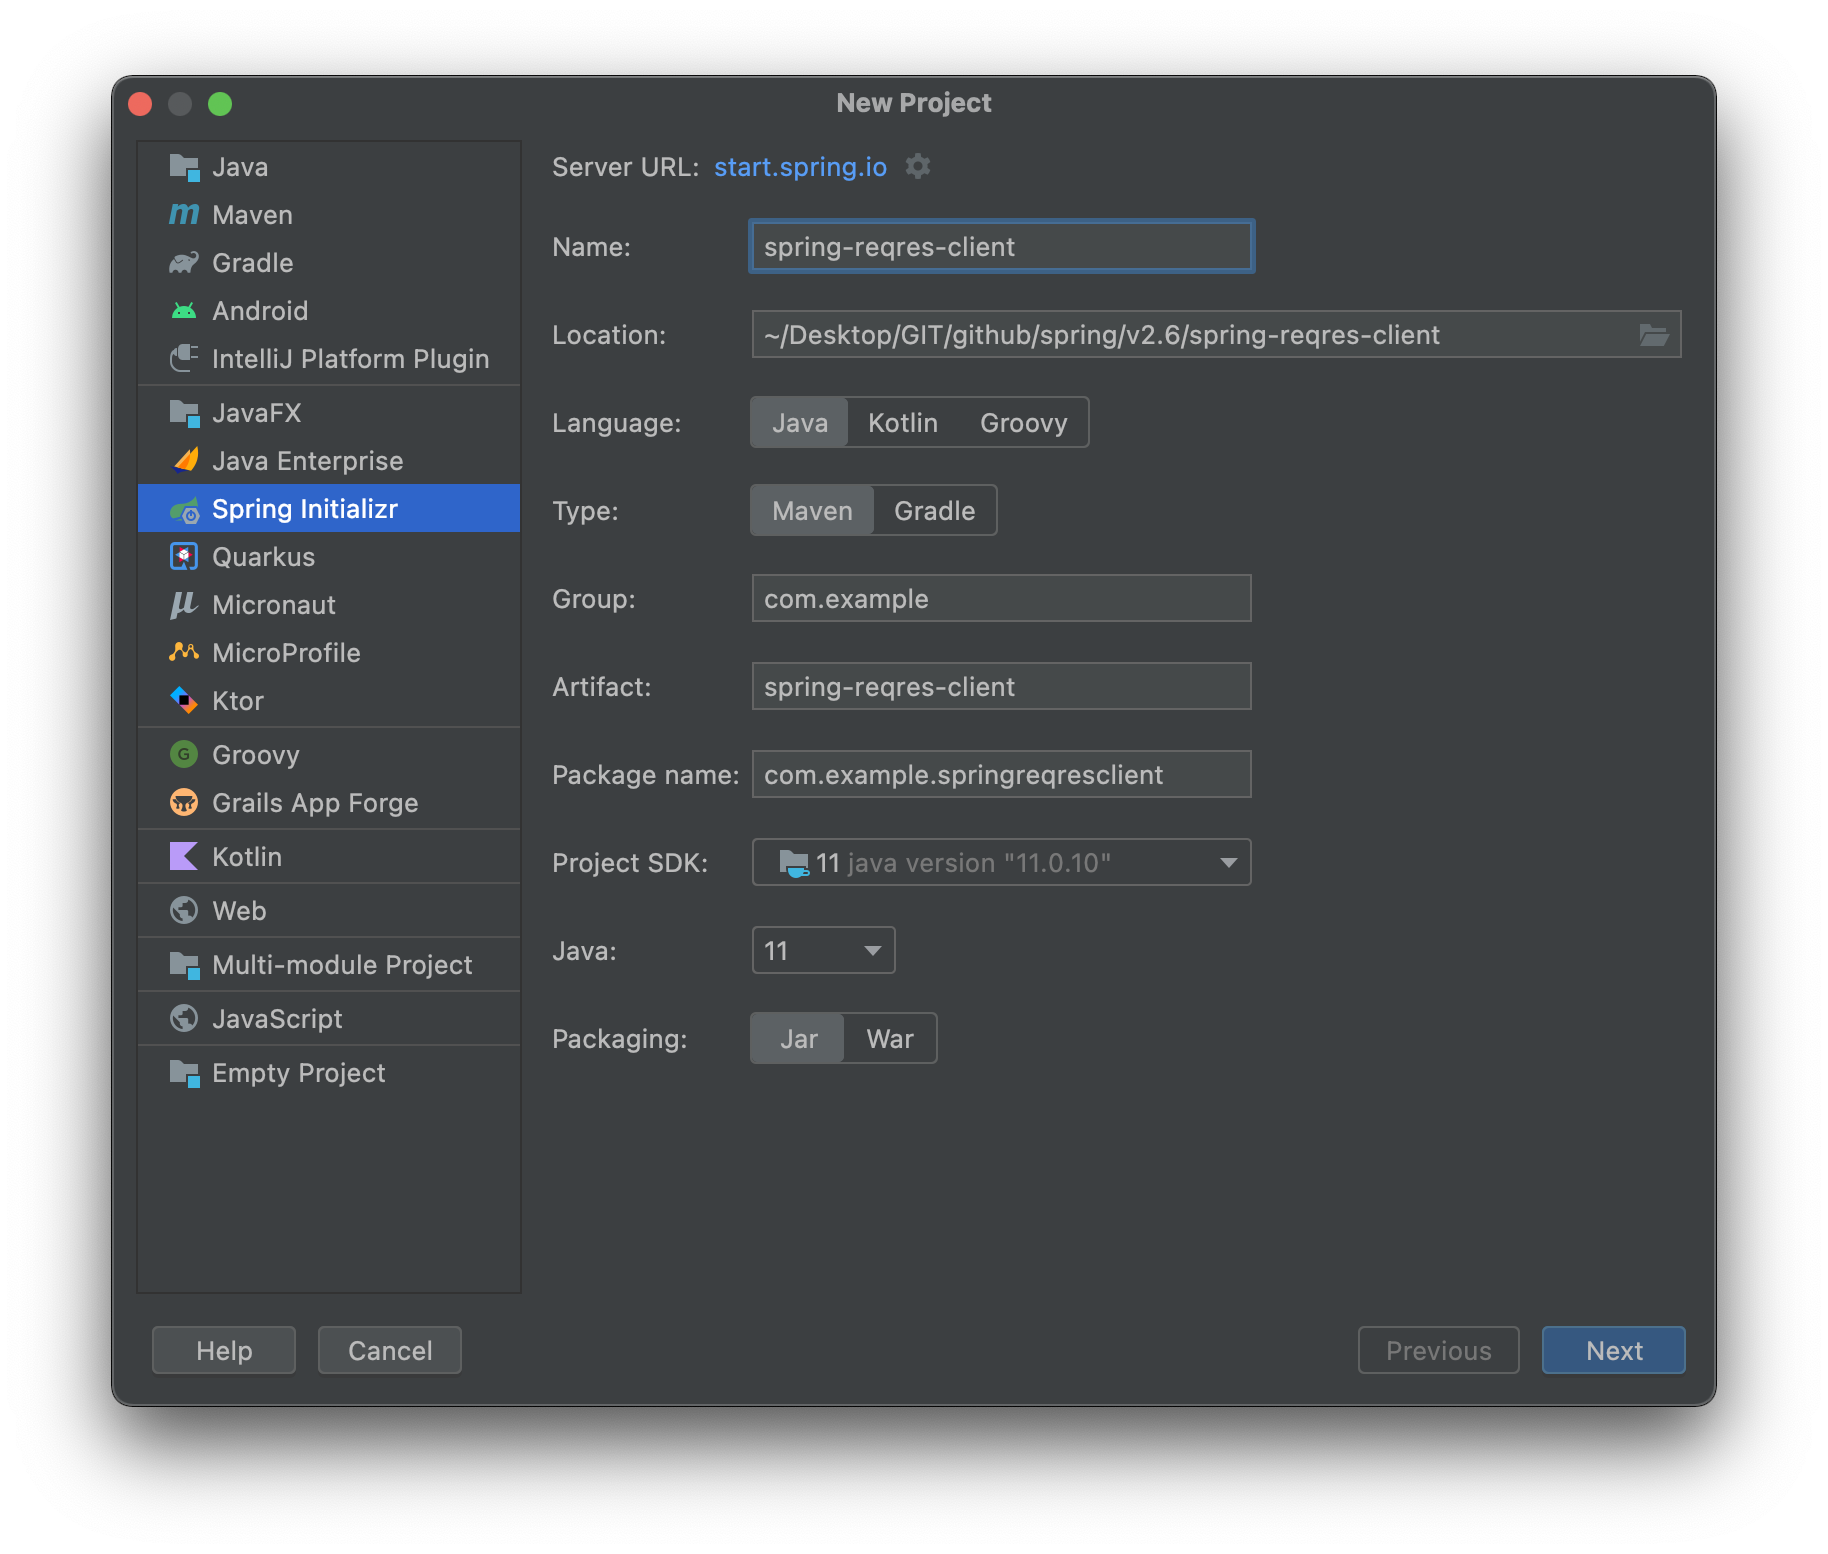 New Project
Java
Maven
Gradle
Android
IntelliJ Platform Plugin
JavaFX
Java Enterprise
Spring Initializr
Quarkus
Micronaut
MicroProfile
Ktor
Groovy
Grails App Forge
Kotlin
Web
Multi-module Project
JavaScript
Empty Project
Server URL: start.spring.io
Name: spring-reqres-client
Location: ~/Desktop/GIT/github/spring/v2.6/spring-reqres-client
Language: Java Kotlin Groovy
Type: Maven Gradle
Group: com.example
Artifact: spring-reqres-client
Package name: com.example.springreqresclient
Project SDK: 11 java version "11.0.10"
Java: 11
Packaging: Jar War
Help Cancel Previous Next